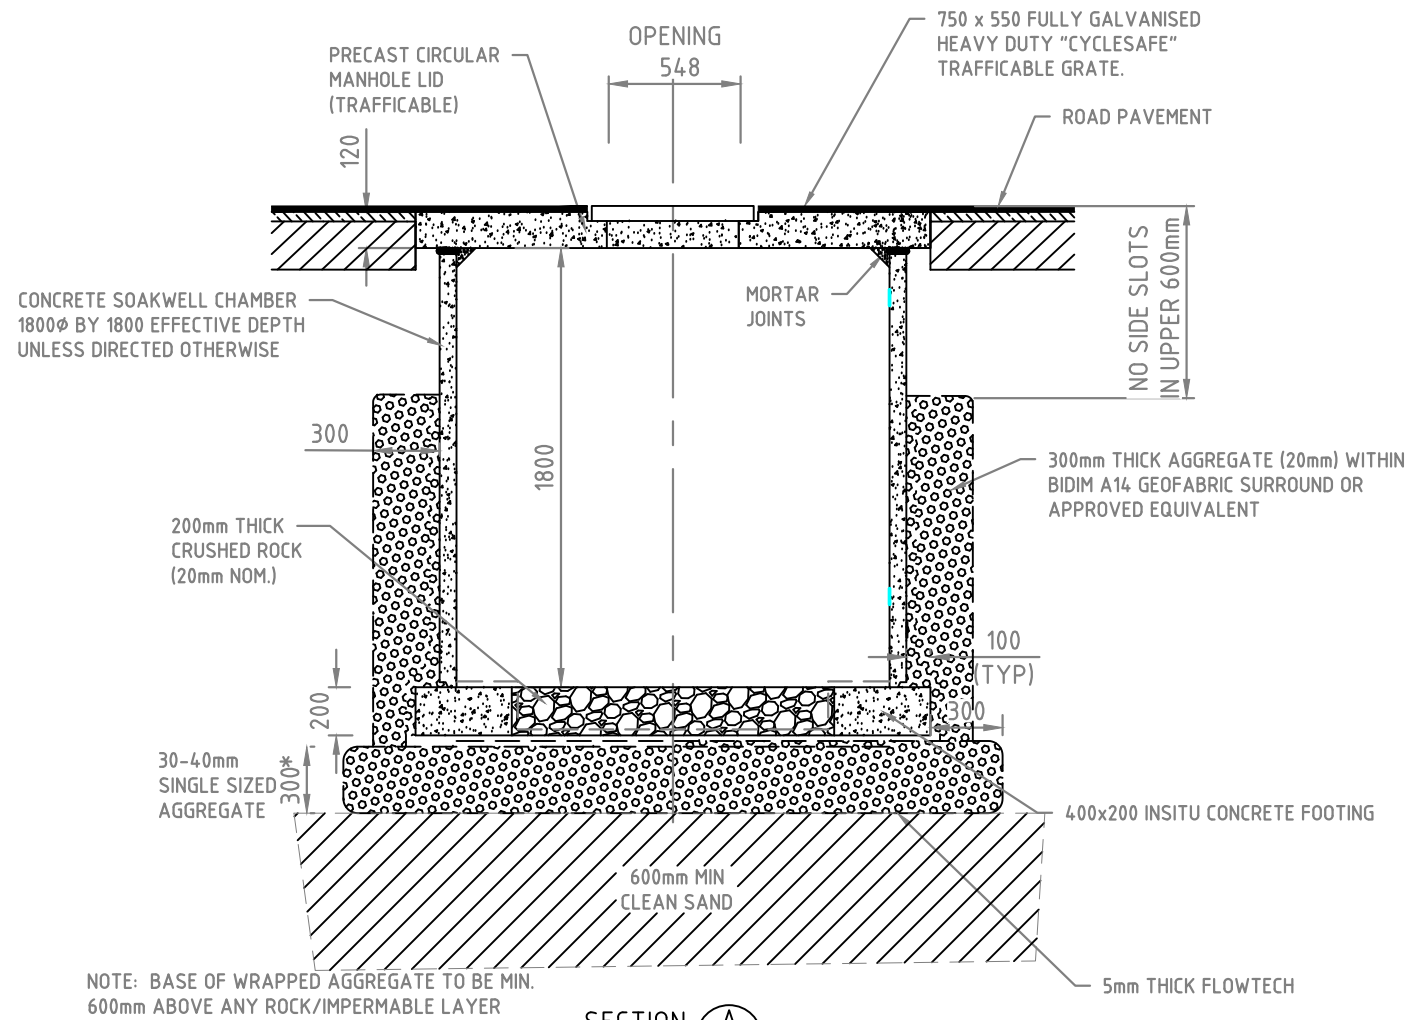 750 x 550 FULLY GALVANISED
HEAVY DUTY "CYCLESAFE"
TRAFFICABLE GRATE.
OPENING
548
PRECAST CIRCULAR
MANHOLE LID
(TRAFFICABLE)
ROAD PAVEMENT
120
NO SIDE SLOTS
IN UPPER 600mm
CONCRETE SOAKWELL CHAMBER
1800Ø BY 1800 EFFECTIVE DEPTH
UNLESS DIRECTED OTHERWISE
MORTAR
JOINTS
300
1800
300mm THICK AGGREGATE (20mm) WITHIN
BIDIM A14 GEOFABRIC SURROUND OR
APPROVED EQUIVALENT
200mm THICK
CRUSHED ROCK
(20mm NOM.)
100
(TYP)
200
300
30-40mm
SINGLE SIZED
AGGREGATE
300*
400x200 INSITU CONCRETE FOOTING
600mm MIN
CLEAN SAND
NOTE: BASE OF WRAPPED AGGREGATE TO BE MIN.
600mm ABOVE ANY ROCK/IMPERMABLE LAYER
5mm THICK FLOWTECH
SECTION A